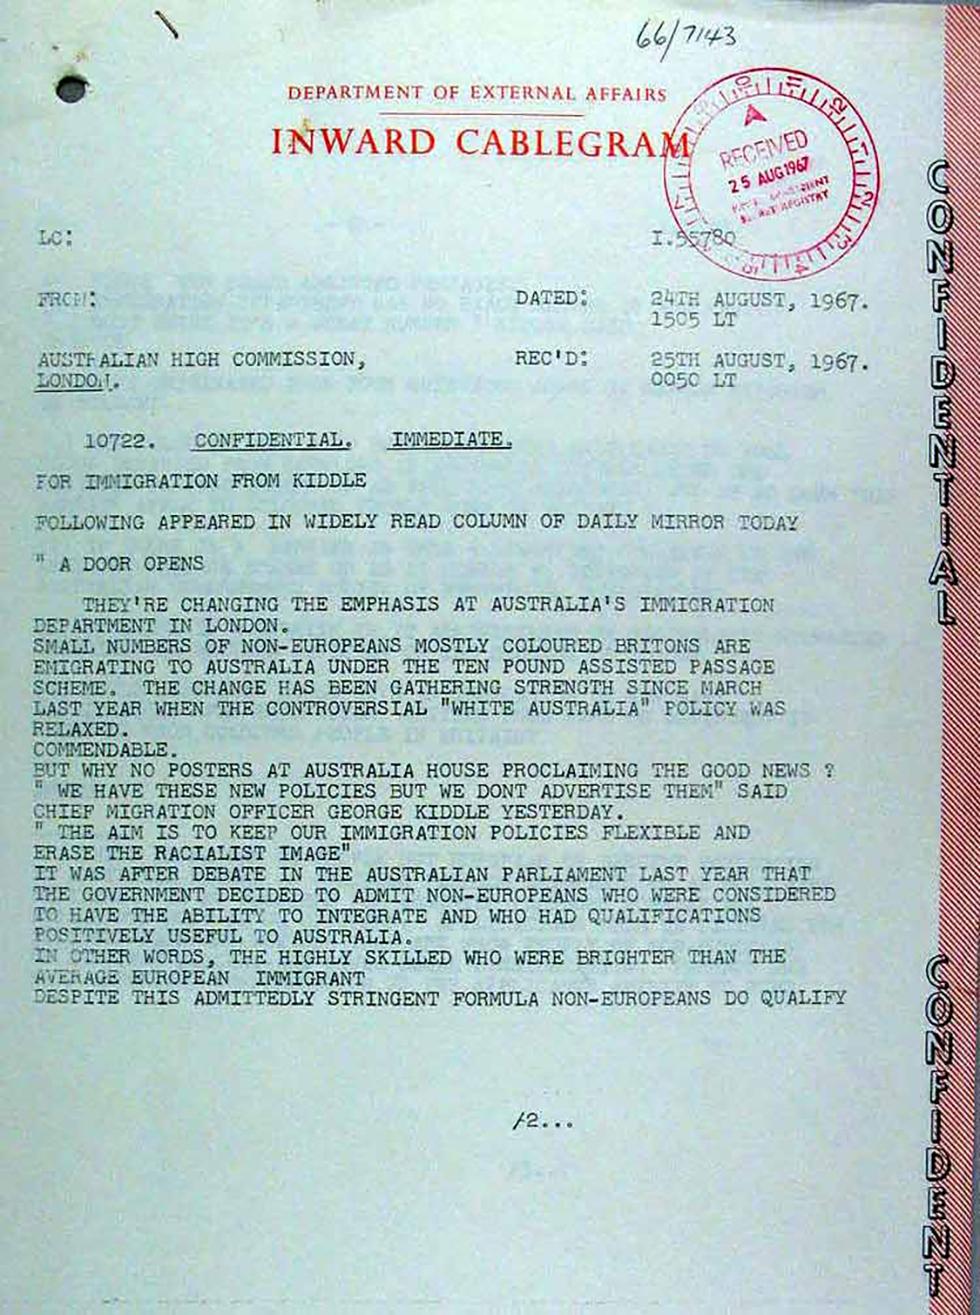 66/7143
DEPARTMENT OF EXTERNAL AFFAIRS
INWARD CABLEGRAM
RECEIVED
25 AUG 1967
LC:
I.55780
FROM:
DATED:
24TH AUGUST, 1967.
1505 LT
AUSTRALIAN HIGH COMMISSION,
LONDON.
REC'D:
25TH AUGUST, 1967.
0050 LT
10722. CONFIDENTIAL. IMMEDIATE.
FOR IMMIGRATION FROM KIDDLE
FOLLOWING APPEARED IN WIDELY READ COLUMN OF DAILY MIRROR TODAY
" A DOOR OPENS
THEY'RE CHANGING THE EMPHASIS AT AUSTRALIA'S IMMIGRATION
DEPARTMENT IN LONDON.
SMALL NUMBERS OF NON-EUROPEANS MOSTLY COLOURED BRITONS ARE
EMIGRATING TO AUSTRALIA UNDER THE TEN POUND ASSISTED PASSAGE
SCHEME. THE CHANGE HAS BEEN GATHERING STRENGTH SINCE MARCH
LAST YEAR WHEN THE CONTROVERSIAL "WHITE AUSTRALIA" POLICY WAS
RELAXED.
COMMENDABLE.
BUT WHY NO POSTERS AT AUSTRALIA HOUSE PROCLAIMING THE GOOD NEWS ?
" WE HAVE THESE NEW POLICIES BUT WE DONT ADVERTISE THEM" SAID
CHIEF MIGRATION OFFICER GEORGE KIDDLE YESTERDAY.
" THE AIM IS TO KEEP OUR IMMIGRATION POLICIES FLEXIBLE AND
ERASE THE RACIALIST IMAGE"
IT WAS AFTER DEBATE IN THE AUSTRALIAN PARLIAMENT LAST YEAR THAT
THE GOVERNMENT DECIDED TO ADMIT NON-EUROPEANS WHO WERE CONSIDERED
TO HAVE THE ABILITY TO INTEGRATE AND WHO HAD QUALIFICATIONS
POSITIVELY USEFUL TO AUSTRALIA.
IN OTHER WORDS, THE HIGHLY SKILLED WHO WERE BRIGHTER THAN THE
AVERAGE EUROPEAN IMMIGRANT
DESPITE THIS ADMITTEDLY STRINGENT FORMULA NON-EUROPEANS DO QUALIFY
/2...
CONFIDENTIAL
CONFIDENT